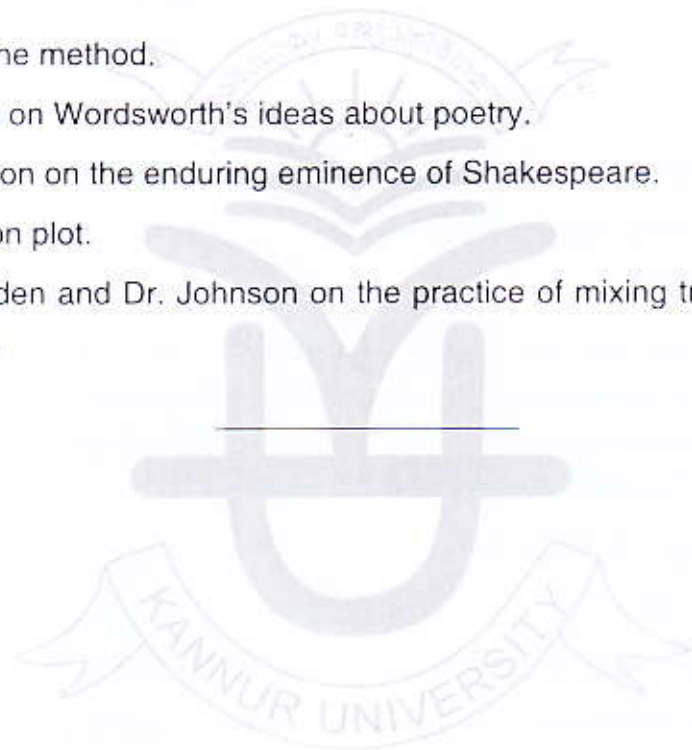 he method.
on Wordsworth's ideas about poetry.
on on the enduring eminence of Shakespeare.
on plot.
den and Dr. Johnson on the practice of mixing tr
KANNUR UNIVERSITY